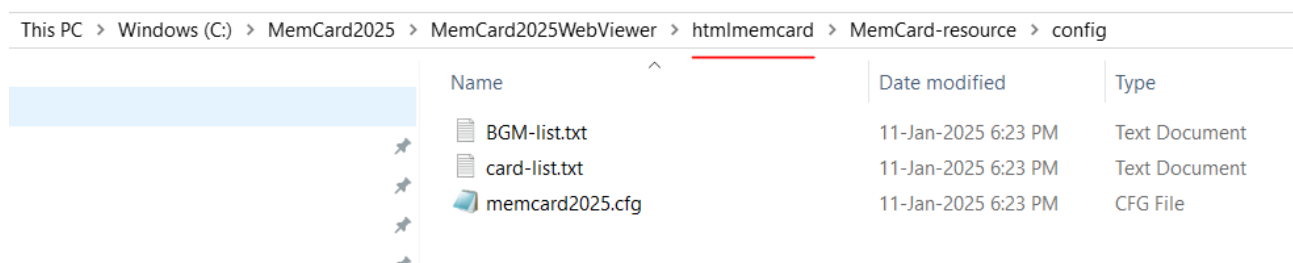 This PC > Windows (C:) > MemCard2025 > MemCard2025WebViewer > htmlmemcard > MemCard-resource > config
Name Date modified Type
BGM-list.txt 11-Jan-2025 6:23 PM Text Document
card-list.txt 11-Jan-2025 6:23 PM Text Document
memcard2025.cfg 11-Jan-2025 6:23 PM CFG File